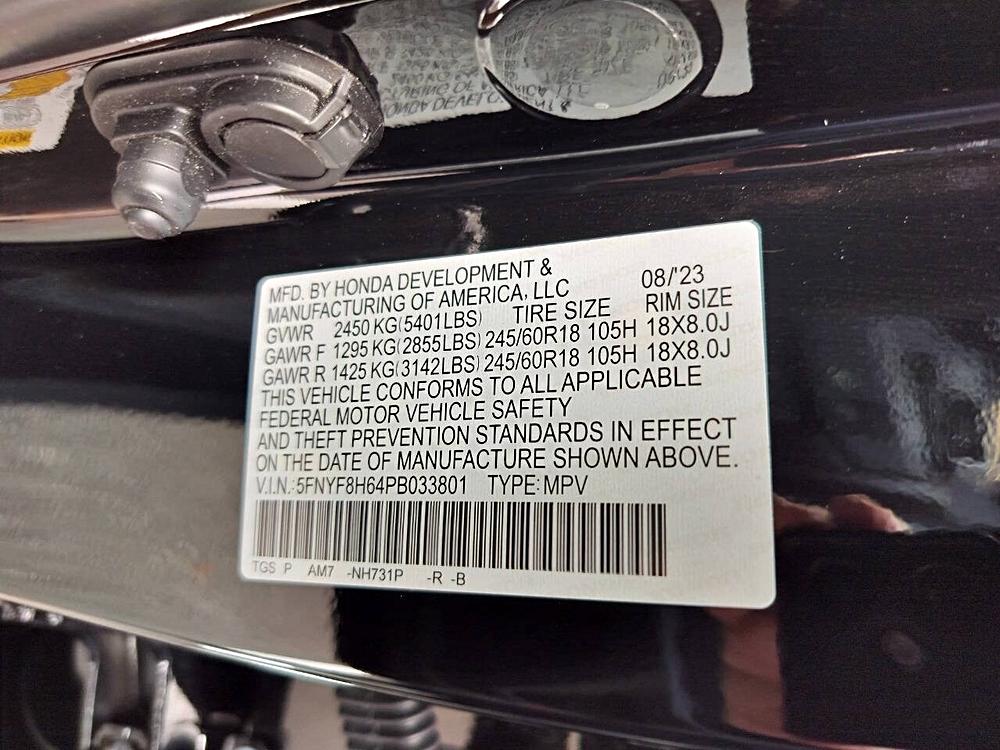 MFD. BY HONDA DEVELOPMENT &
MANUFACTURING OF AMERICA, LLC 08/'23
GVWR 2450 KG(5401LBS) TIRE SIZE RIM SIZE
GAWR F 1295 KG(2855LBS) 245/60R18 105H 18X8.0J
GAWR R 1425 KG(3142LBS) 245/60R18 105H 18X8.0J
THIS VEHICLE CONFORMS TO ALL APPLICABLE
FEDERAL MOTOR VEHICLE SAFETY
AND THEFT PREVENTION STANDARDS IN EFFECT
ON THE DATE OF MANUFACTURE SHOWN ABOVE.
V.I.N.:5FNYF8H64PB033801 TYPE:MPV
TGS P AM7 -NH731P -R -B